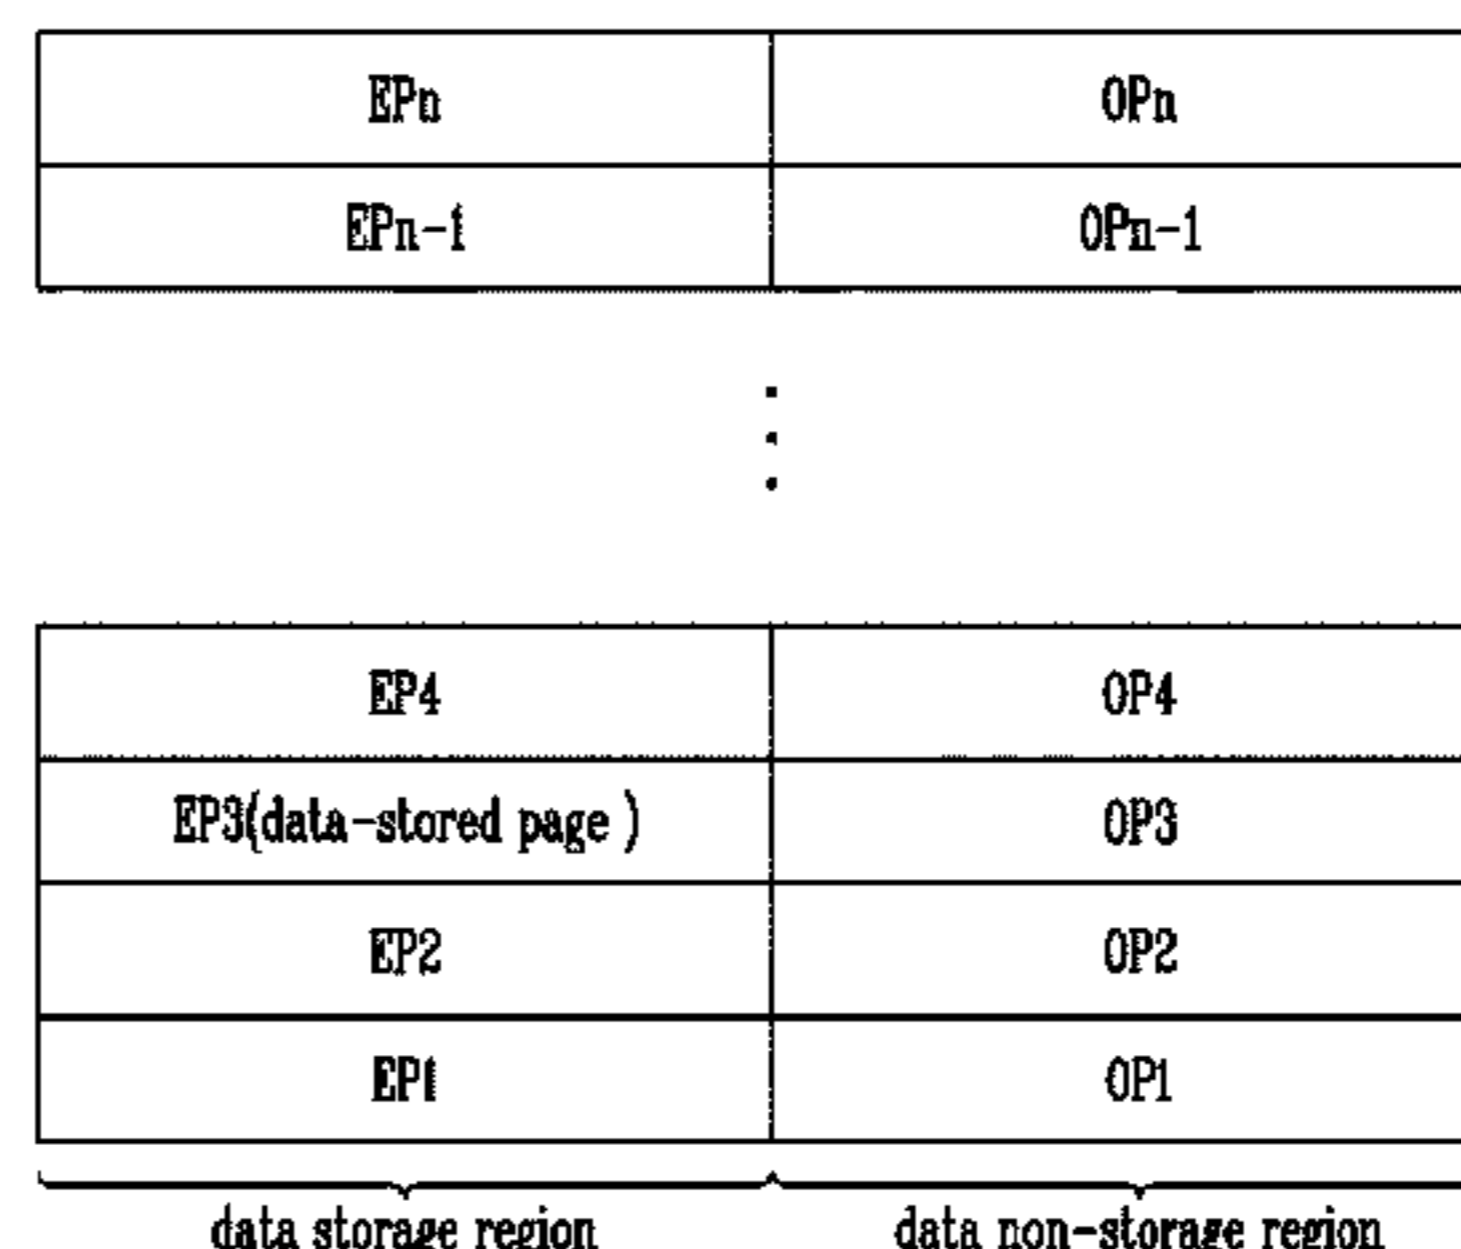 EPn OPn
EPn-1 OPn-1
EP4 OP4
EP3(data-stored page ) OP3
EP2 OP2
EP1 OP1
data storage region data non-storage region